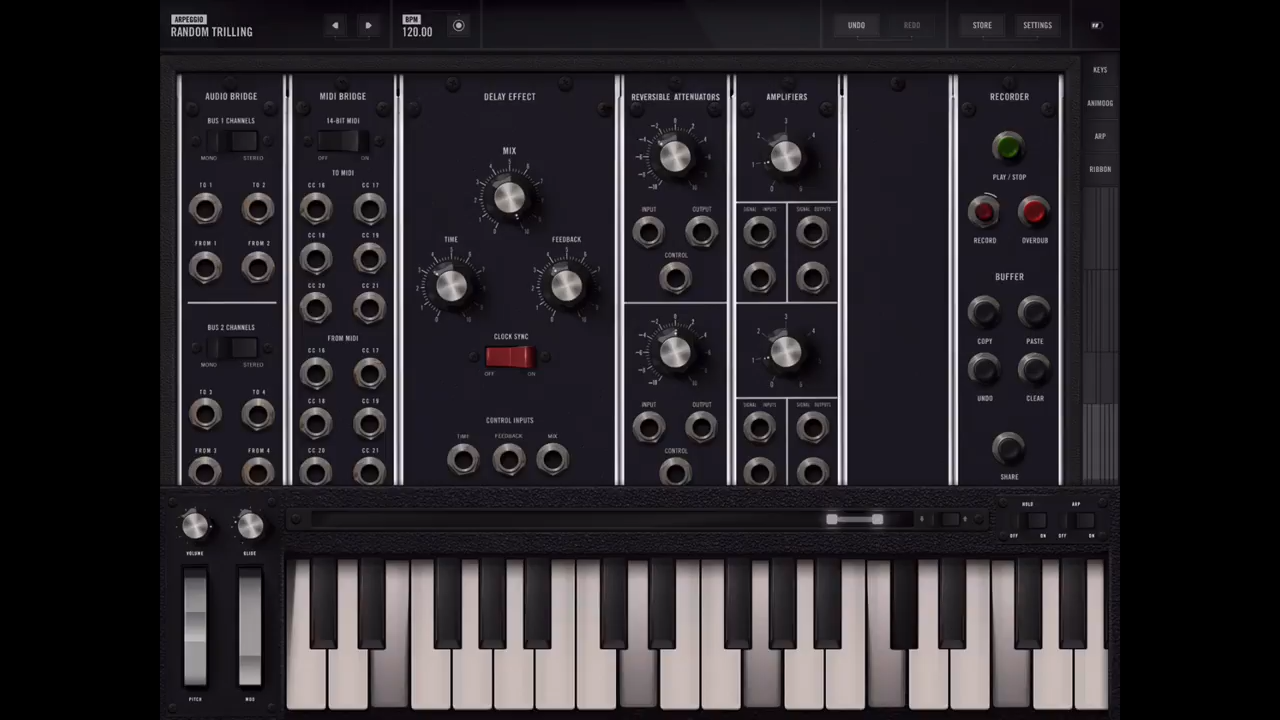 ARPEGGIO
RANDOM TRILLING
BPM
120.00
UNDO
REDO
STORE
SETTINGS
KEYS
ANIMOOG
ARP
RIBBON
AUDIO BRIDGE
BUS 1 CHANNELS
MONO STEREO
TO 1 TO 2
FROM 1 FROM 2
BUS 2 CHANNELS
MONO STEREO
TO 3 TO 4
FROM 3 FROM 4
MIDI BRIDGE
14-BIT MIDI
OFF ON
TO MIDI
CC 16 CC 17
CC 18 CC 19
CC 20 CC 21
FROM MIDI
CC 16 CC 17
CC 18 CC 19
CC 20 CC 21
DELAY EFFECT
MIX
TIME
FEEDBACK
CLOCK SYNC
OFF ON
CONTROL INPUTS
TIME FEEDBACK MIX
REVERSIBLE ATTENUATORS
INPUT OUTPUT
CONTROL
INPUT OUTPUT
CONTROL
AMPLIFIERS
SIGNAL INPUTS SIGNAL OUTPUTS
SIGNAL INPUTS SIGNAL OUTPUTS
RECORDER
PLAY / STOP
RECORD OVERDUB
BUFFER
COPY PASTE
UNDO CLEAR
SHARE
VOLUME GLIDE
PITCH MOD
HOLD
OFF ON
ARP
OFF ON